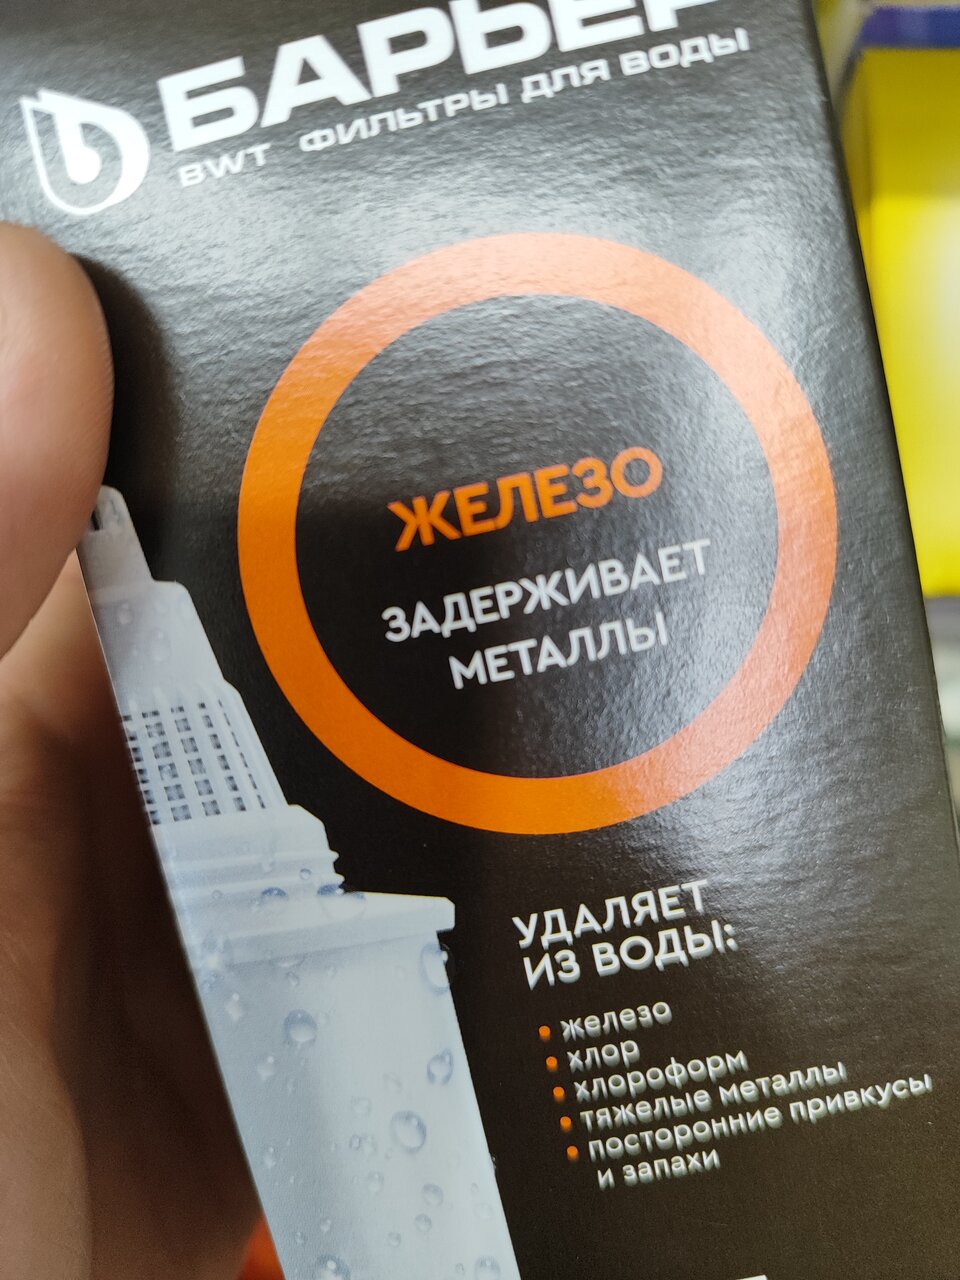 БАРЬЕР
BWT ФИЛЬТРЫ ДЛЯ ВОДЫ
ЖЕЛЕЗО
ЗАДЕРЖИВАЕТ
МЕТАЛЛЫ
УДАЛЯЕТ
ИЗ ВОДЫ:
• железо
• хлор
• хлороформ
• тяжелые металлы
• посторонние привкусы
и запахи